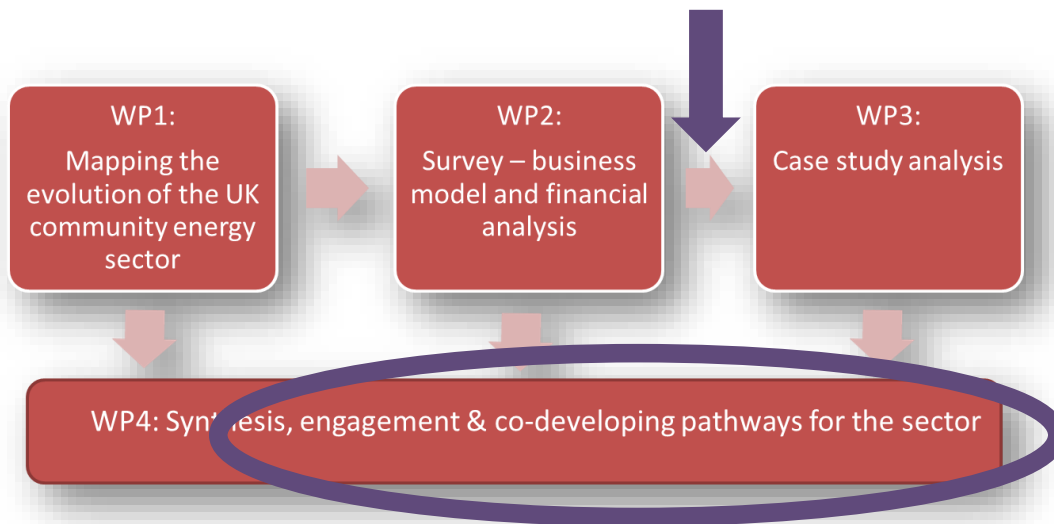 WP1:
Mapping the
evolution of the UK
community energy
sector
WP2:
Survey – business
model and financial
analysis
WP3:
Case study analysis
WP4: Synthesis, engagement & co-developing pathways for the sector